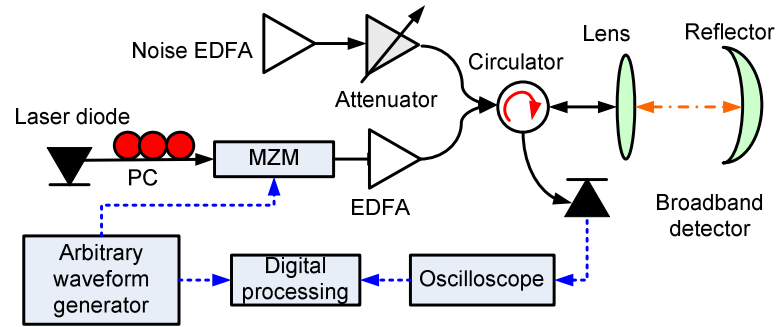 Noise EDFA
Attenuator
Circulator
Lens
Reflector
Laser diode
PC
MZM
EDFA
Broadband
detector
Arbitrary
waveform
generator
Digital
processing
Oscilloscope